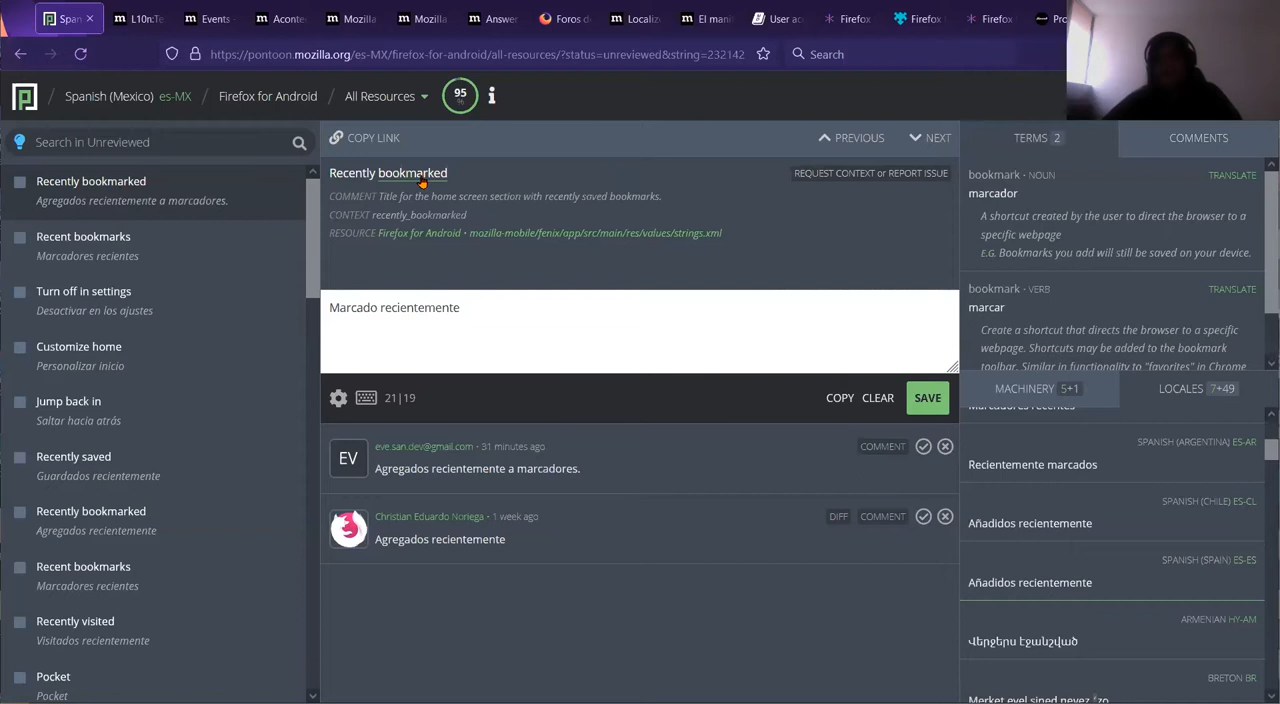 Span
L10n:Te
Events -
Aconte
Mozilla
Mozilla
Answer
Foros d
Localiz
El mani
User ac
Firefox
Firefox
Firefox
Pro
https://pontoon.mozilla.org/es-MX/firefox-for-android/all-resources/?status=unreviewed&string=232142
Search
/ Spanish (Mexico) es-MX / Firefox for Android / All Resources
95 %
Search in Unreviewed
Recently bookmarked
Agregados recientemente a marcadores.
Recent bookmarks
Marcadores recientes
Turn off in settings
Desactivar en los ajustes
Customize home
Personalizar inicio
Jump back in
Saltar hacia atrás
Recently saved
Guardados recientemente
Recently bookmarked
Agregados recientemente
Recent bookmarks
Marcadores recientes
Recently visited
Visitados recientemente
Pocket
Pocket
COPY LINK
PREVIOUS
NEXT
Recently bookmarked
REQUEST CONTEXT or REPORT ISSUE
COMMENT Title for the home screen section with recently saved bookmarks.
CONTEXT recently_bookmarked
RESOURCE Firefox for Android • mozilla-mobile/fenix/app/src/main/res/values/strings.xml
Marcado recientemente
21|19
COPY
CLEAR
SAVE
EV
eve.san.dev@gmail.com • 31 minutes ago
COMMENT
Agregados recientemente a marcadores.
Christian Eduardo Noriega • 1 week ago
DIFF
COMMENT
Agregados recientemente
TERMS 2
COMMENTS
bookmark • NOUN
TRANSLATE
marcador
A shortcut created by the user to direct the browser to a
specific webpage
E.G. Bookmarks you add will still be saved on your device.
bookmark • VERB
TRANSLATE
marcar
Create a shortcut that directs the browser to a specific
webpage. Shortcuts may be added to the bookmark
toolbar. Similar in functionality to "favorites" in Chrome
MACHINERY 5+1
LOCALES 7+49
Marcadores recentes
SPANISH (ARGENTINA) ES-AR
Recientemente marcados
SPANISH (CHILE) ES-CL
Añadidos recientemente
SPANISH (SPAIN) ES-ES
Añadidos recientemente
ARMENIAN HY-AM
Վերջերս էջանշված
BRETON BR
Merket evel sined nevez ʼzo